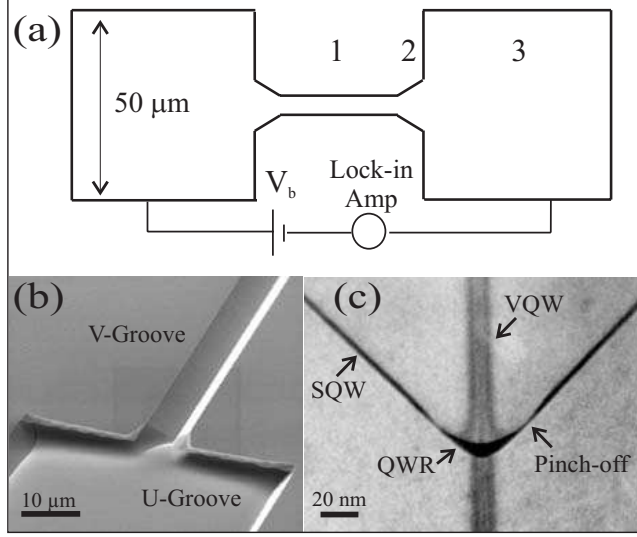 (a)
1
2
3
50 μm
V_b
Lock-in
Amp
(b)
V-Groove
U-Groove
10 μm
(c)
VQW
SQW
QWR
Pinch-off
20 nm